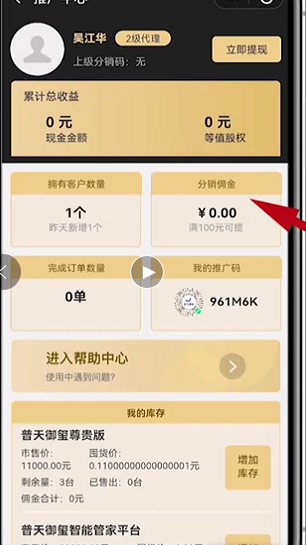 推广中心
吴江华 2级代理
上级分销码：无
立即提现
累计总收益
0 元 0 元
现金金额 等值股权
拥有客户数量 分销佣金
1个 ￥0.00
昨天新增1个 满100元可提
完成订单数量 我的推广码
0单 961M6K
进入帮助中心
使用中遇到问题？
我的库存
普天御玺尊贵版
市售价： 囤货价：
11000.00元 0.11000000000000001元
剩余量：3台 已售出：0台
佣金合计：0元
增加
库存
普天御玺智能管家平台